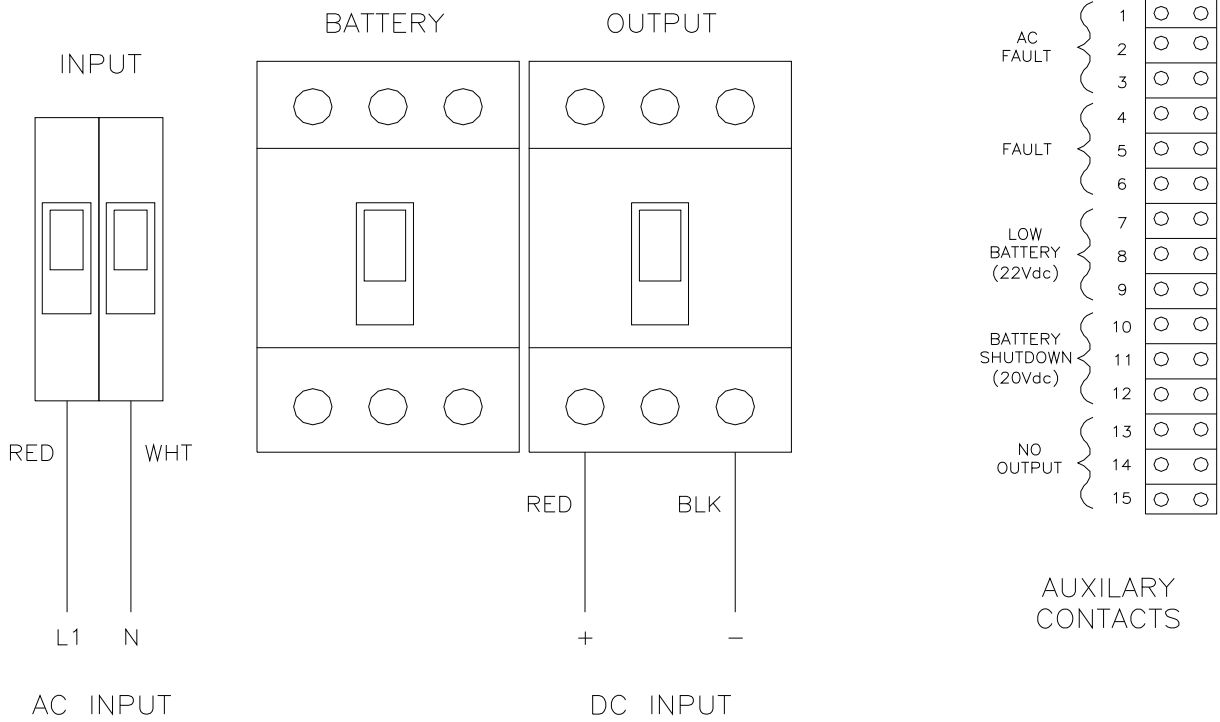 BATTERY
OUTPUT
INPUT
RED
WHT
L1
N
AC INPUT
RED
BLK
+
−
DC INPUT
AC
FAULT
1
2
3
FAULT
4
5
6
LOW
BATTERY
(22Vdc)
7
8
9
BATTERY
SHUTDOWN
(20Vdc)
10
11
12
NO
OUTPUT
13
14
15
AUXILARY
CONTACTS